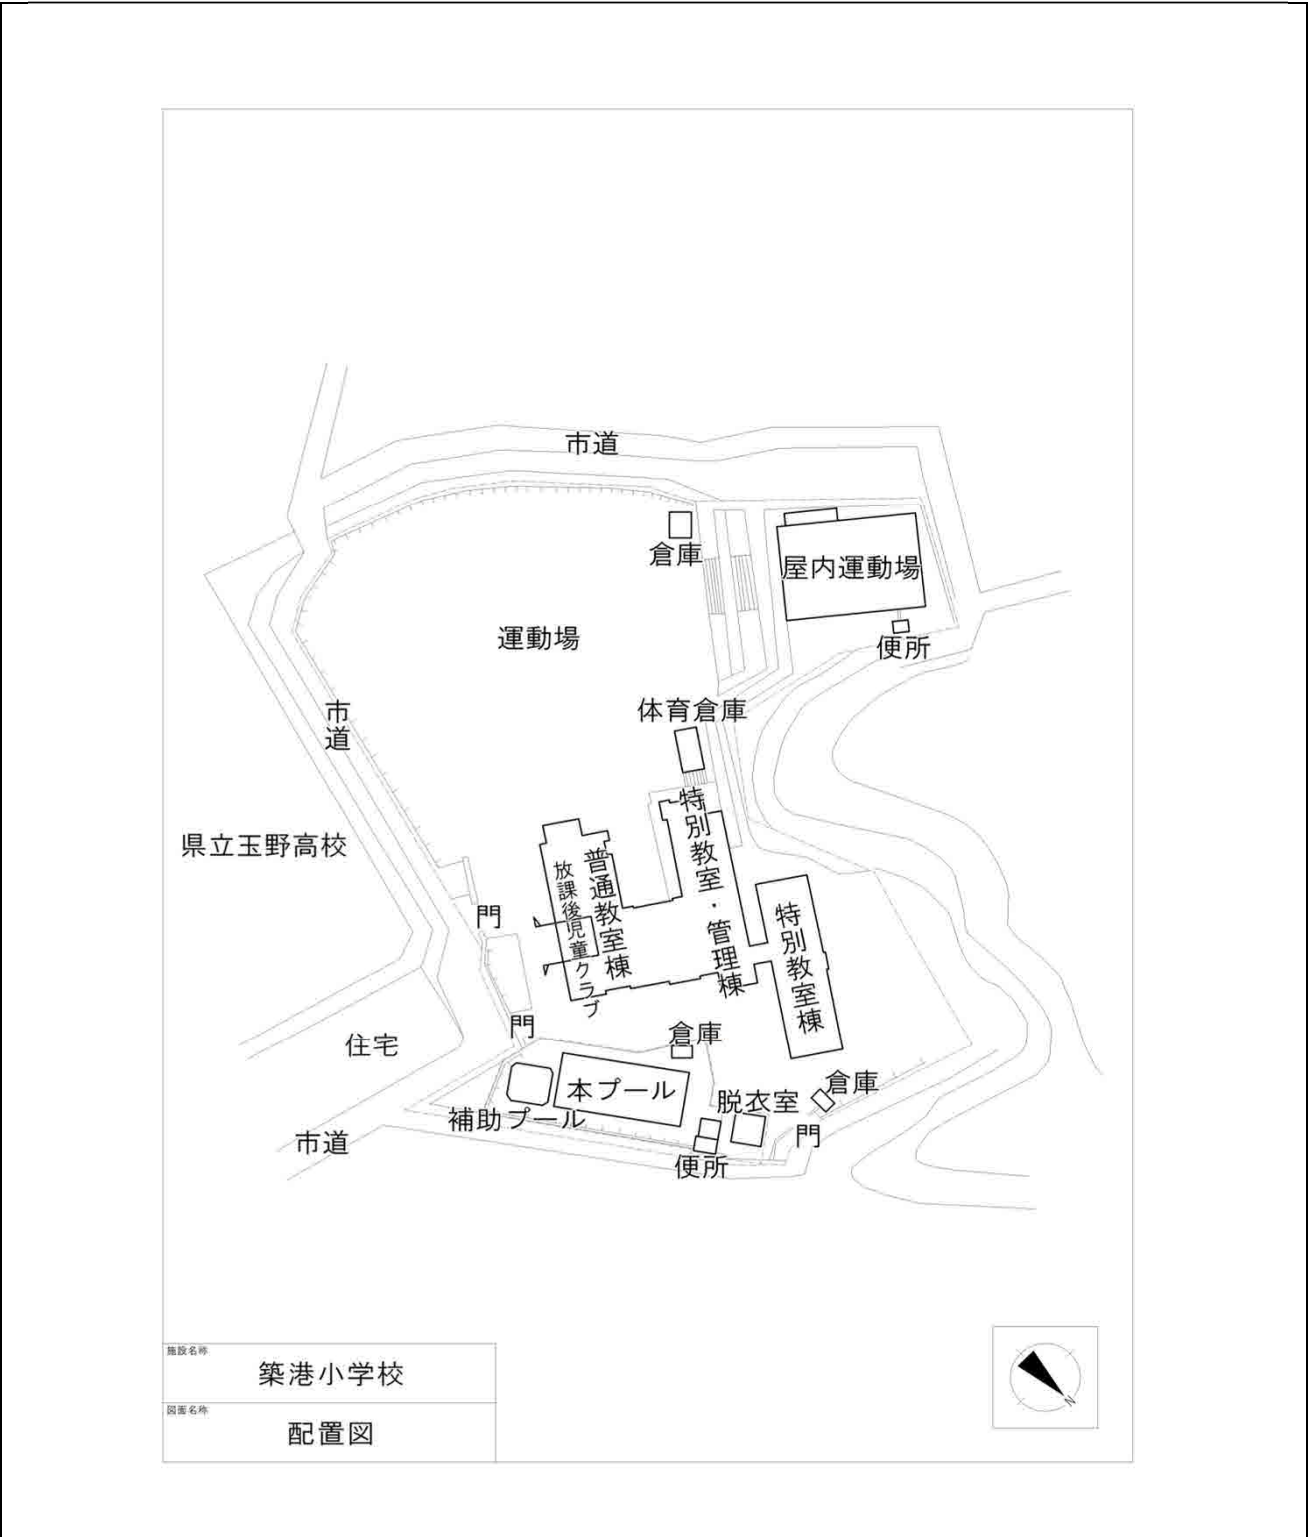 市道
倉庫
屋内運動場
運動場
便所
体育倉庫
市道
特別教室・管理棟
県立玉野高校
普通教室棟
放課後児童クラブ
特別教室棟
門
門
倉庫
住宅
本プール
倉庫
脱衣室
補助プール
門
市道
便所
施設名称
築港小学校
図面名称
配置図
N